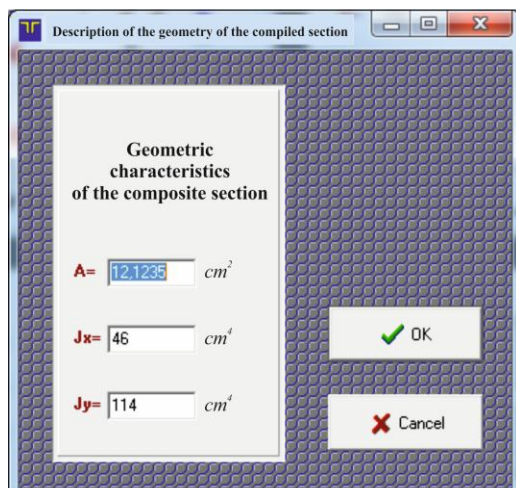 Description of the geometry of the compiled section
Geometric
characteristics
of the composite section
A= 12,1235 cm²
Jx= 46 cm⁴
Jy= 114 cm⁴
OK
Cancel